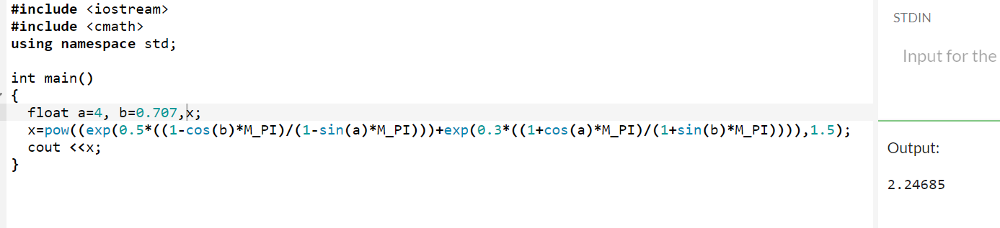 #include <iostream>
#include <cmath>
using namespace std;
int main()
{
float a=4, b=0.707,x;
x=pow((exp(0.5*((1-cos(b)*M_PI)/(1-sin(a)*M_PI)))+exp(0.3*((1+cos(a)*M_PI)/(1+sin(b)*M_PI)))),1.5);
cout <<x;
}
STDIN
Input for the
Output:
2.24685